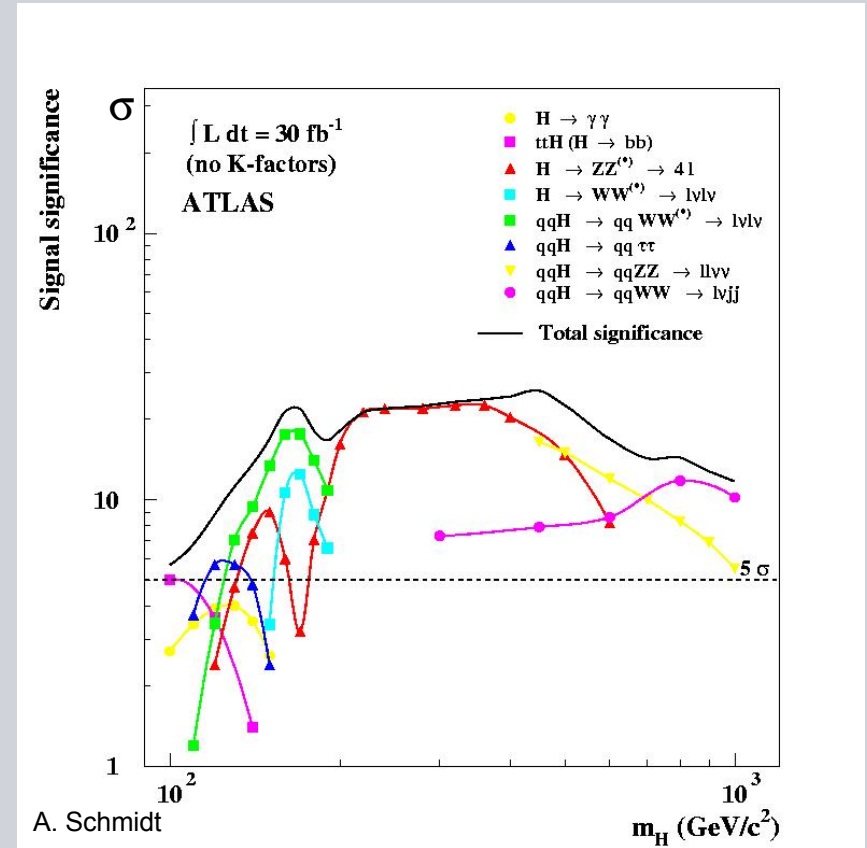 Signal significance
σ
∫ L dt = 30 fb⁻¹
(no K-factors)
ATLAS
H → γγ
ttH (H → bb)
H → ZZ⁽*⁾ → 4l
H → WW⁽*⁾ → lνlν
qqH → qq WW⁽*⁾ → lνlν
qqH → qq ττ
qqH → qqZZ → llνν
qqH → qqWW → lνjj
Total significance
10²
10
1
5 σ
10²
10³
m_H (GeV/c²)
A. Schmidt